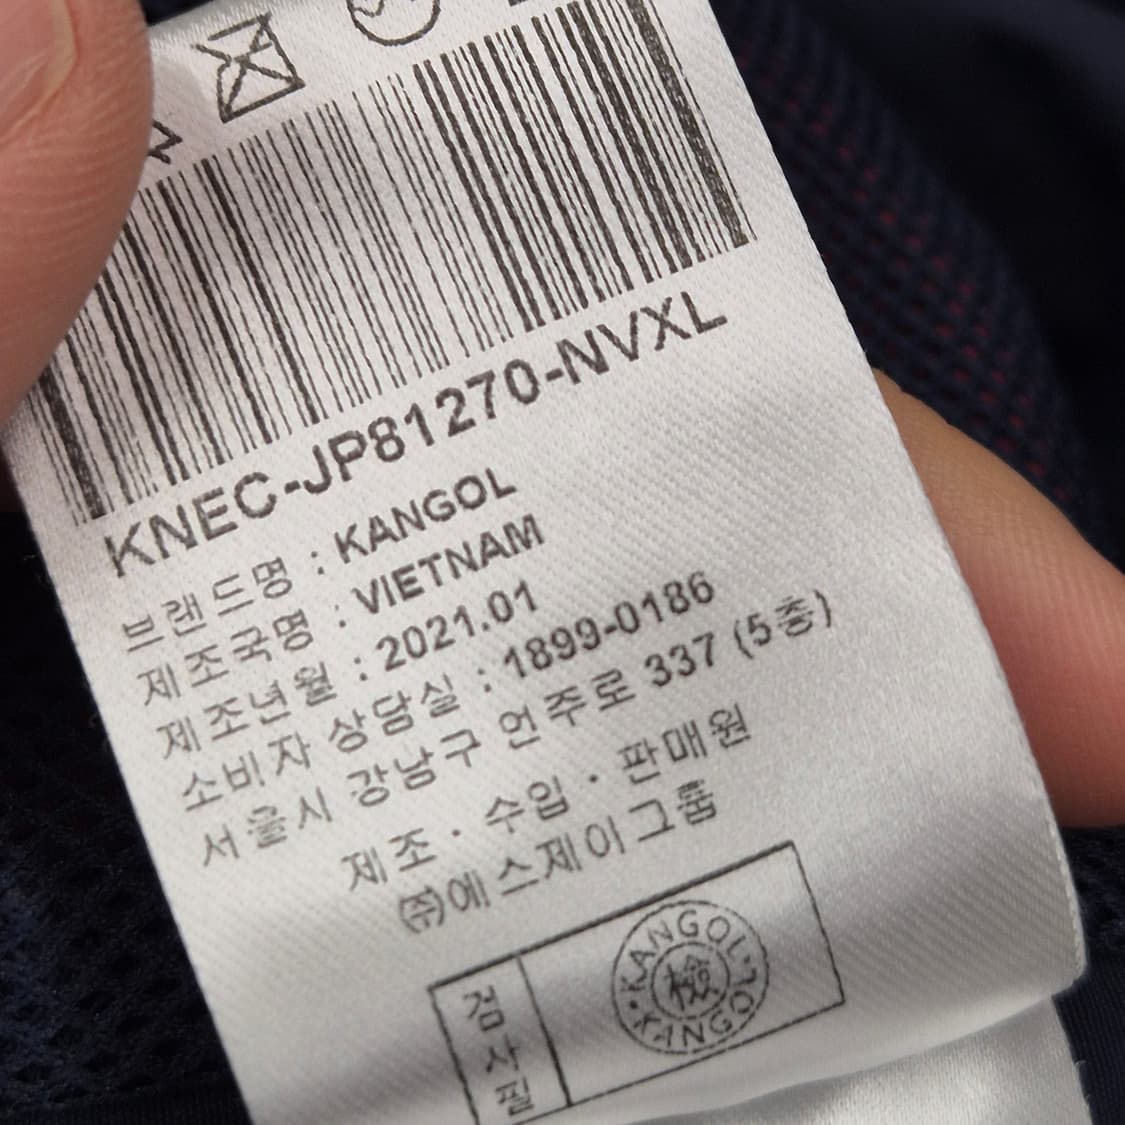 KNEC-JP81270-NVXL
브랜드명 : KANGOL
제조국명 : VIETNAM
제조년월 : 2021.01
소비자 상담실 : 1899-0186
서울시 강남구 언주로 337 (5층)
제조 · 수입 · 판매원
(주)에스제이그룹
검사필
KANGOL · KANGOL ·
檢